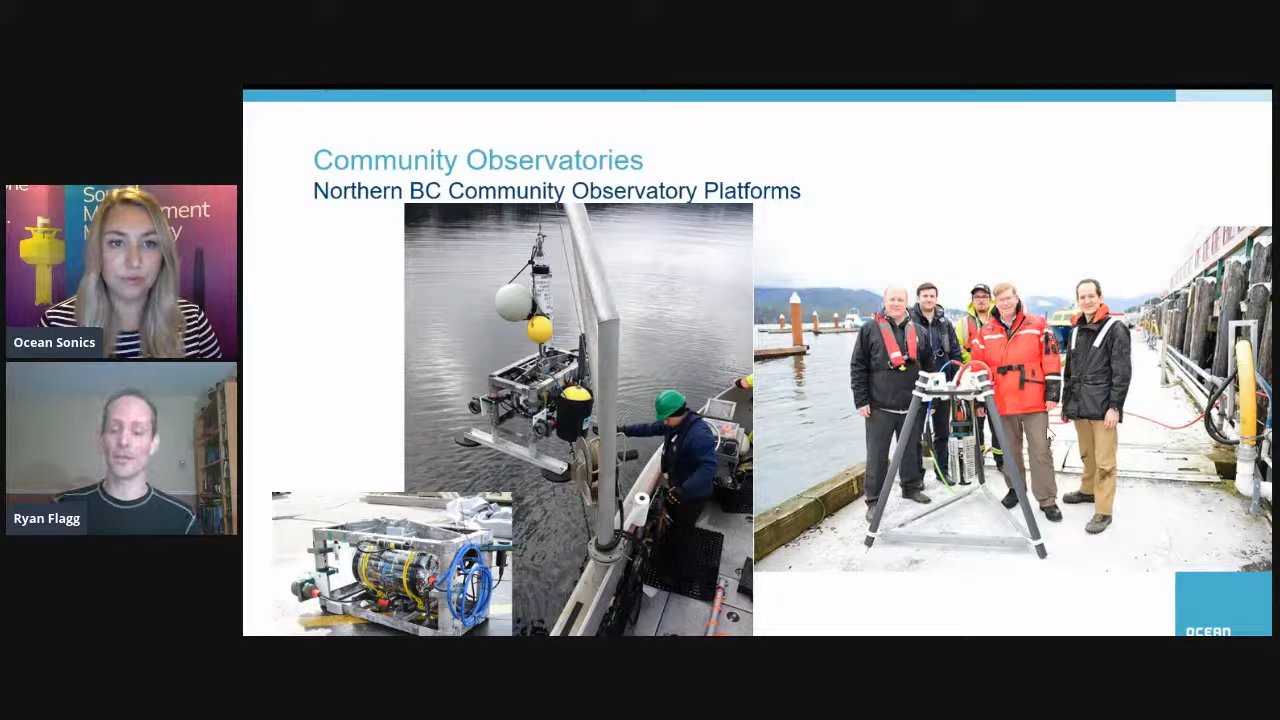 Community Observatories
Northern BC Community Observatory Platforms
Ocean Sonics
Ryan Flagg
OCEAN